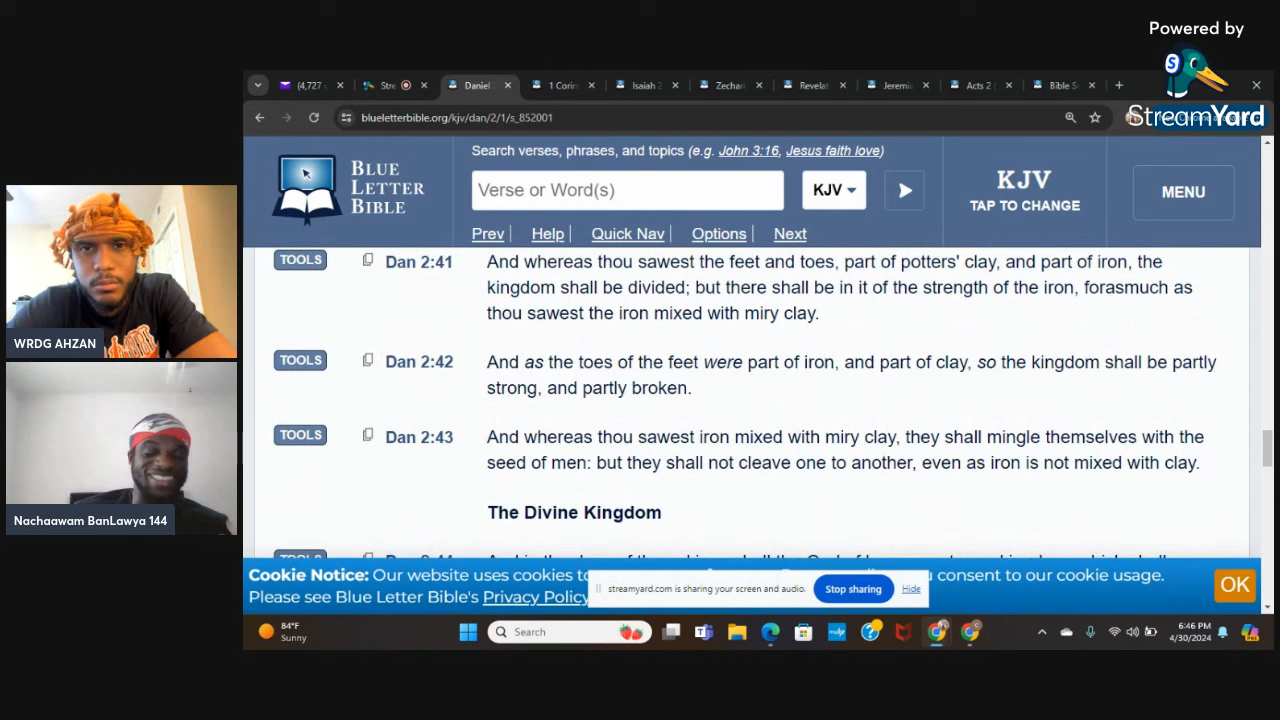 Powered by
StreamYard
(4,727
Stre
Daniel
1 Corin
Isaiah 2
Zechari
Revelat
Jeremi
Acts 2
Bible S
blueletterbible.org/kjv/dan/2/1/s_852001
BLUE
LETTER
BIBLE
Search verses, phrases, and topics (e.g. John 3:16, Jesus faith love)
Verse or Word(s)
KJV
Prev | Help | Quick Nav | Options | Next
KJV
TAP TO CHANGE
MENU
WRDG AHZAN
Nachaawam BanLawya 144
TOOLS Dan 2:41 And whereas thou sawest the feet and toes, part of potters' clay, and part of iron, the
kingdom shall be divided; but there shall be in it of the strength of the iron, forasmuch as
thou sawest the iron mixed with miry clay.
TOOLS Dan 2:42 And as the toes of the feet were part of iron, and part of clay, so the kingdom shall be partly
strong, and partly broken.
TOOLS Dan 2:43 And whereas thou sawest iron mixed with miry clay, they shall mingle themselves with the
seed of men: but they shall not cleave one to another, even as iron is not mixed with clay.
The Divine Kingdom
Cookie Notice: Our website uses cookies to
consent to our cookie usage.
Please see Blue Letter Bible's Privacy Policy
OK
streamyard.com is sharing your screen and audio.
Stop sharing
Hide
84°F
Sunny
Search
6:46 PM
4/30/2024